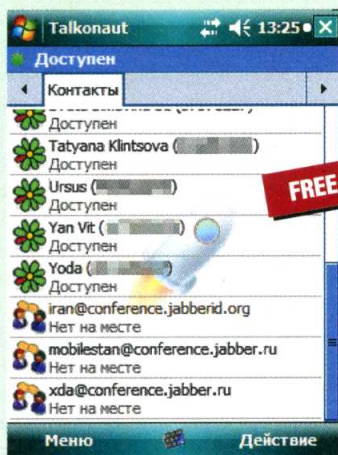 Talkonaut 13:25
Доступен
Контакты
Доступен
Tatyana Klintsova ( )
Доступен
Ursus ( )
Доступен
FREE
Yan Vit ( )
Доступен
Yoda ( )
Доступен
iran@conference.jabberid.org
Нет на месте
mobilestan@conference.jabber.ru
Нет на месте
xda@conference.jabber.ru
Нет на месте
Меню Действие